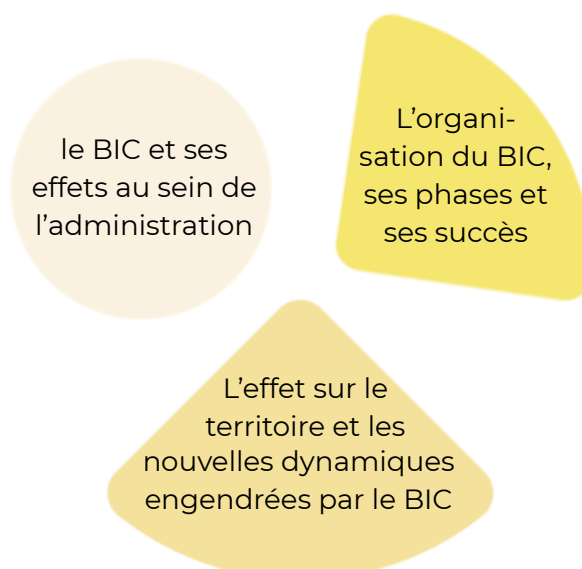 le BIC et ses
effets au sein de
l’administration
L’organi-
sation du BIC,
ses phases et
ses succès
L’effet sur le
territoire et les
nouvelles dynamiques
engendrées par le BIC